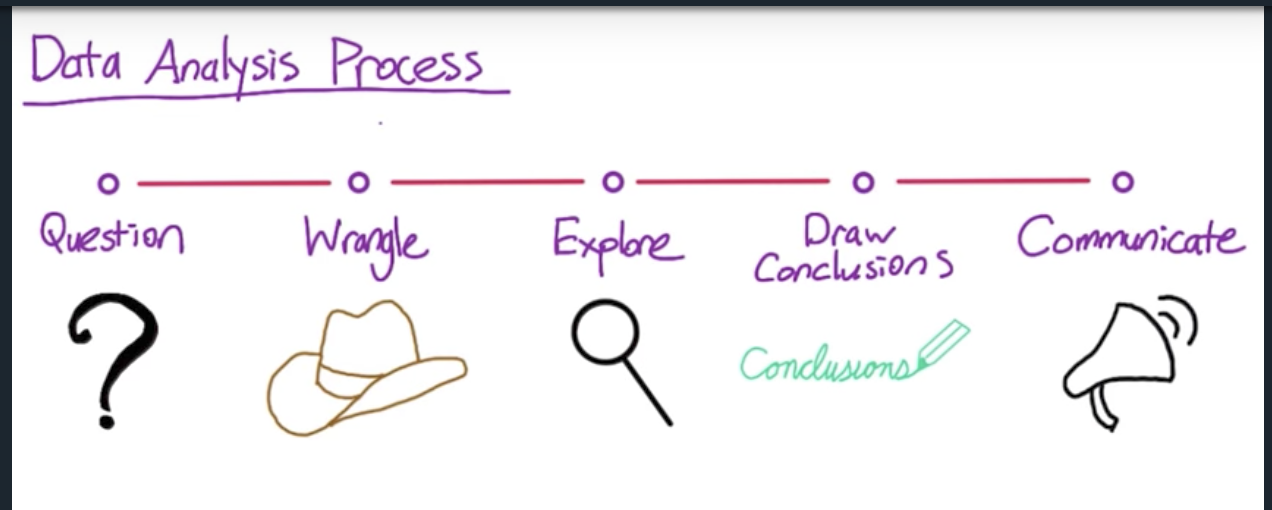 Data Analysis Process
Question
Wrangle
Explore
Draw
Conclusions
Communicate
Conclusions